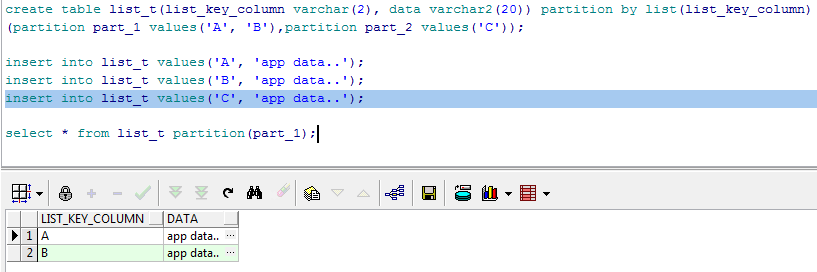 create table list_t(list_key_column varchar(2), data varchar2(20)) partition by list(list_key_column)
(partition part_1 values('A', 'B'),partition part_2 values('C'));
insert into list_t values('A', 'app data..');
insert into list_t values('B', 'app data..');
insert into list_t values('C', 'app data..');
select * from list_t partition(part_1);
LIST_KEY_COLUMN DATA
1 A app data.. ...
2 B app data.. ...